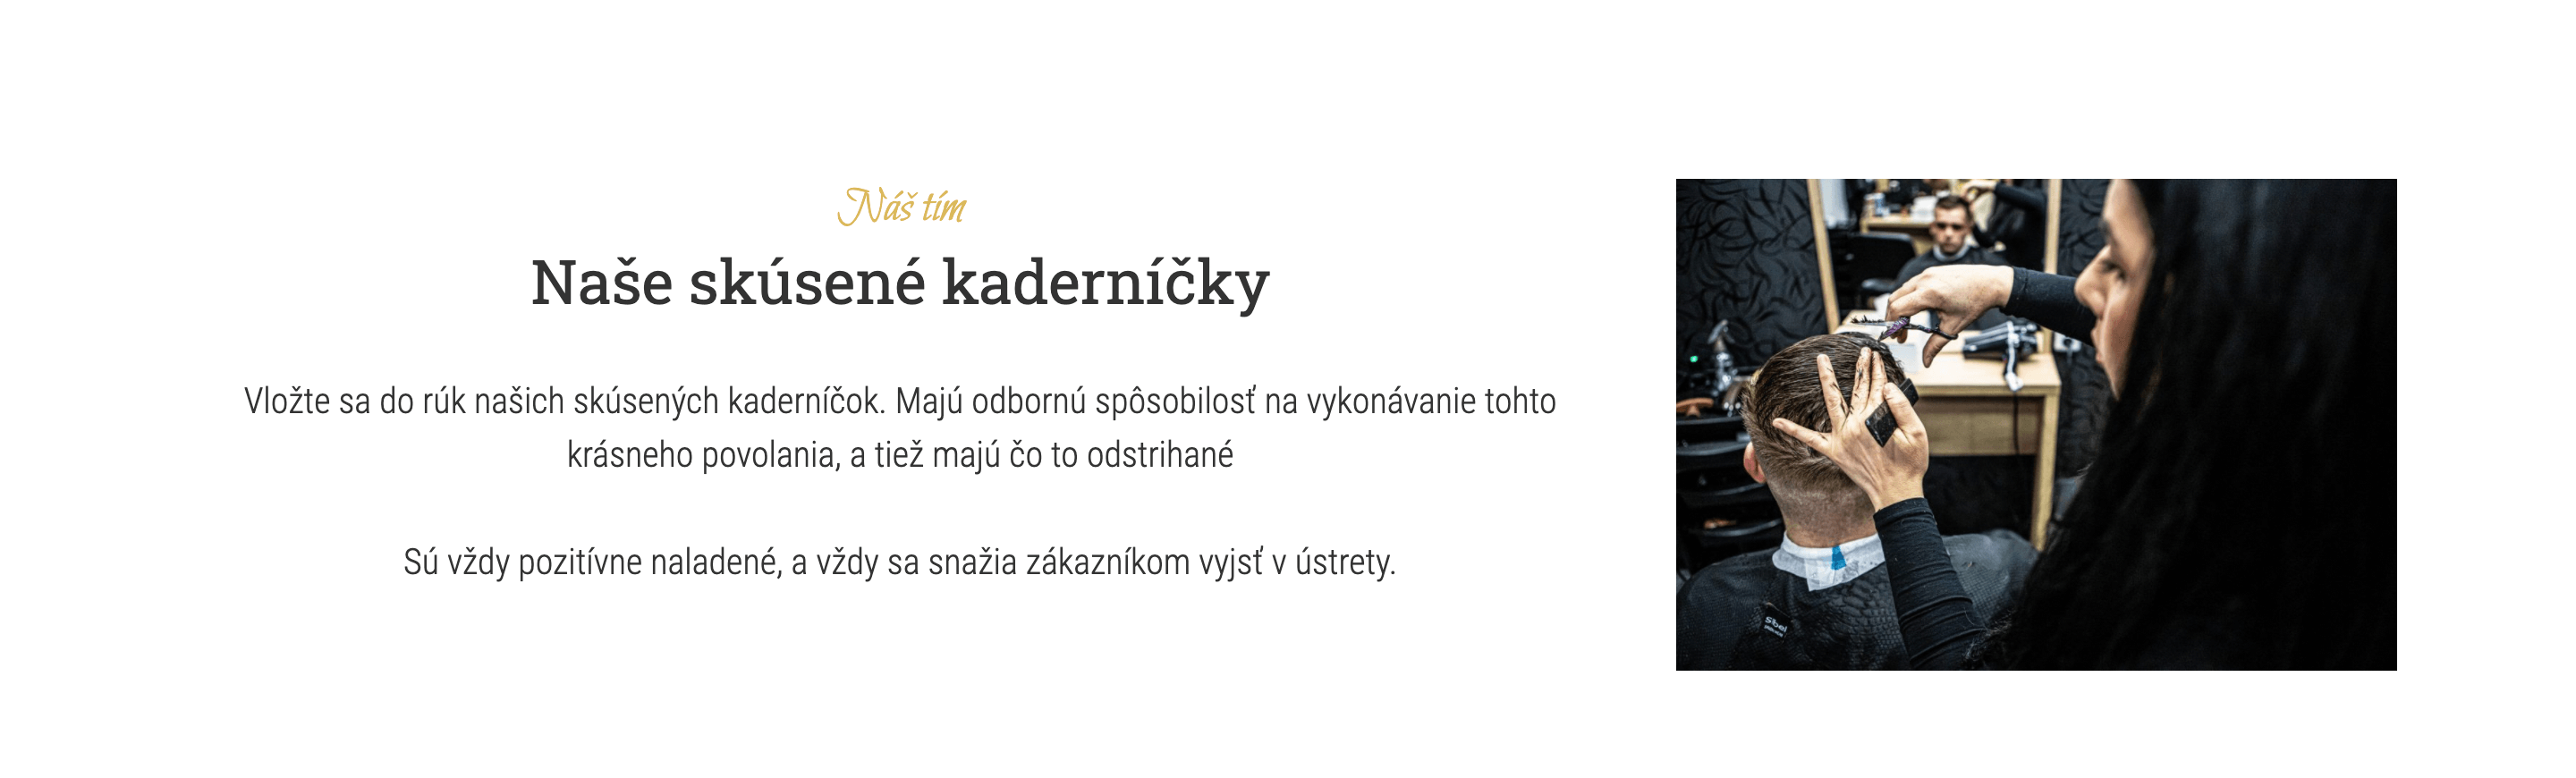 Náš tím
Naše skúsené kaderníčky
Vložte sa do rúk našich skúsených kaderníčok. Majú odbornú spôsobilosť na vykonávanie tohto
krásneho povolania, a tiež majú čo to odstrihané
Sú vždy pozitívne naladené, a vždy sa snažia zákazníkom vyjsť v ústrety.
sibel